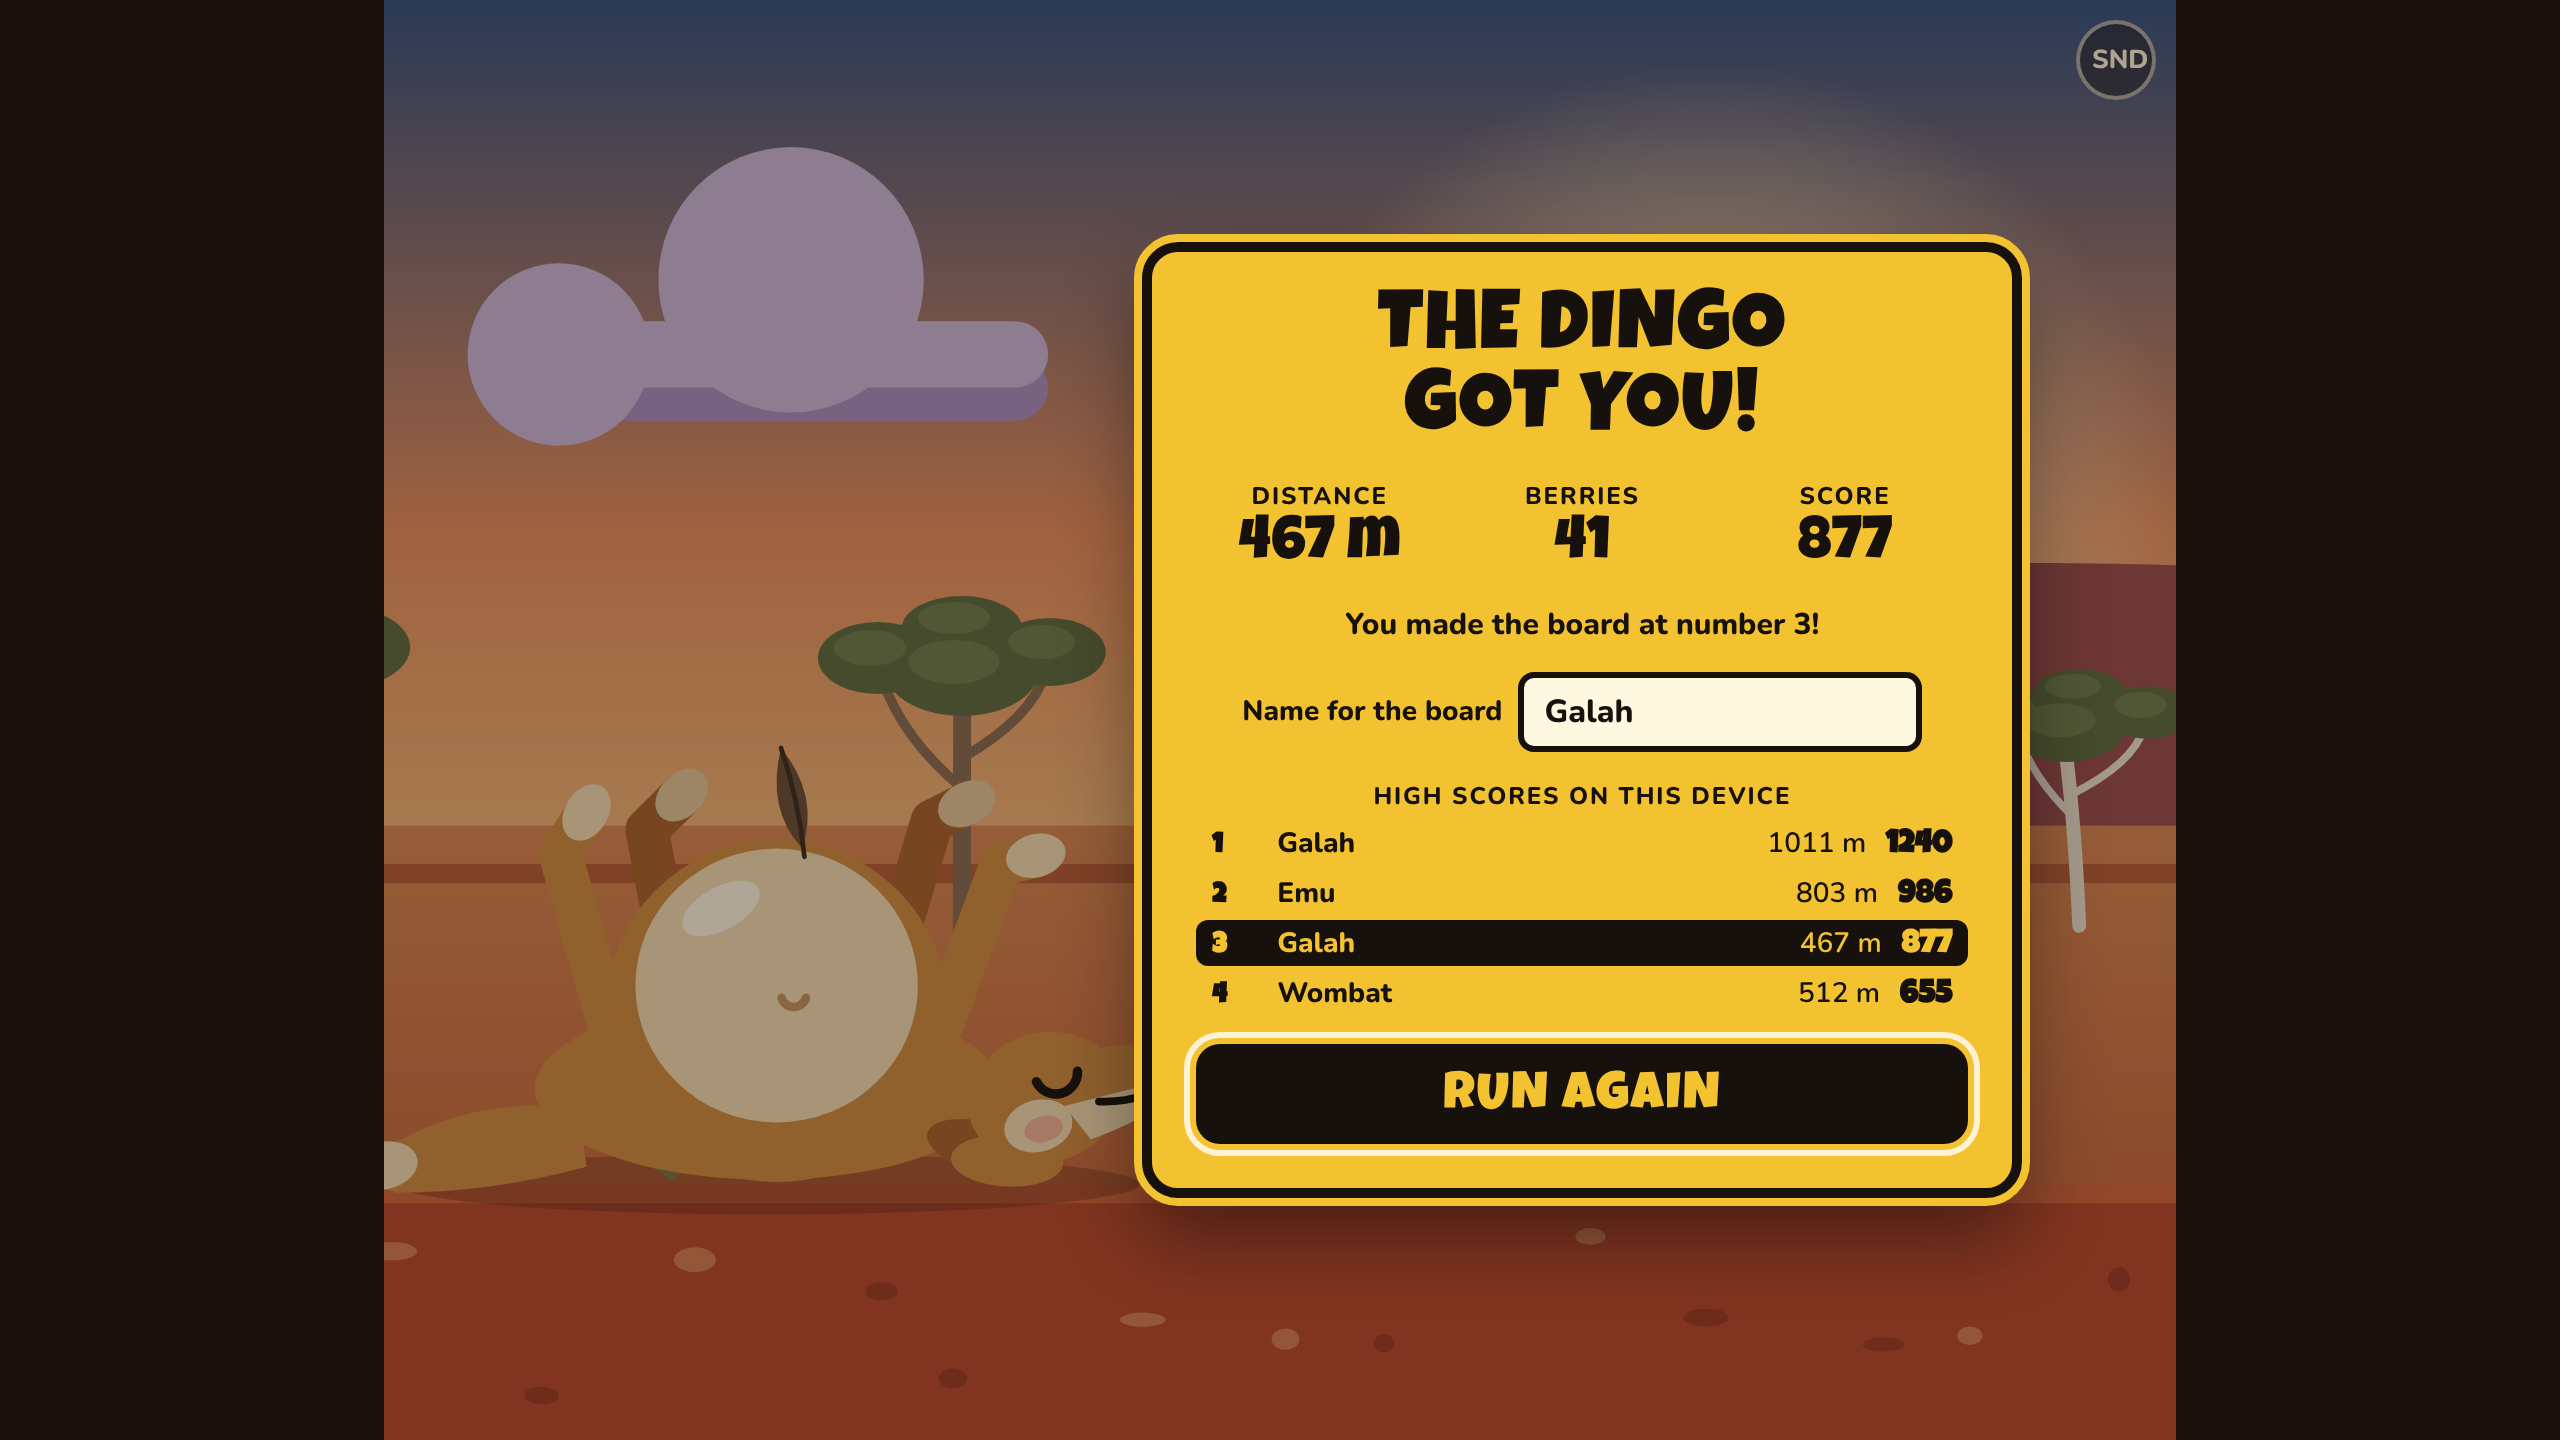 SND
THE DINGO
GOT YOU!
DISTANCE BERRIES SCORE
467 m 41 877
You made the board at number 3!
Name for the board Galah
HIGH SCORES ON THIS DEVICE
1 Galah 1011 m 1240
2 Emu 803 m 986
3 Galah 467 m 877
4 Wombat 512 m 655
RUN AGAIN